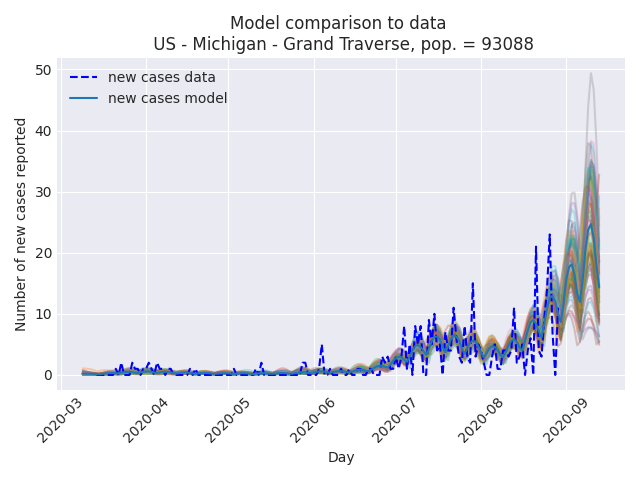 Model comparison to data
US - Michigan - Grand Traverse, pop. = 93088
new cases data
new cases model
Number of new cases reported
50
40
30
20
10
0
2020-03
2020-04
2020-05
2020-06
2020-07
2020-08
2020-09
Day